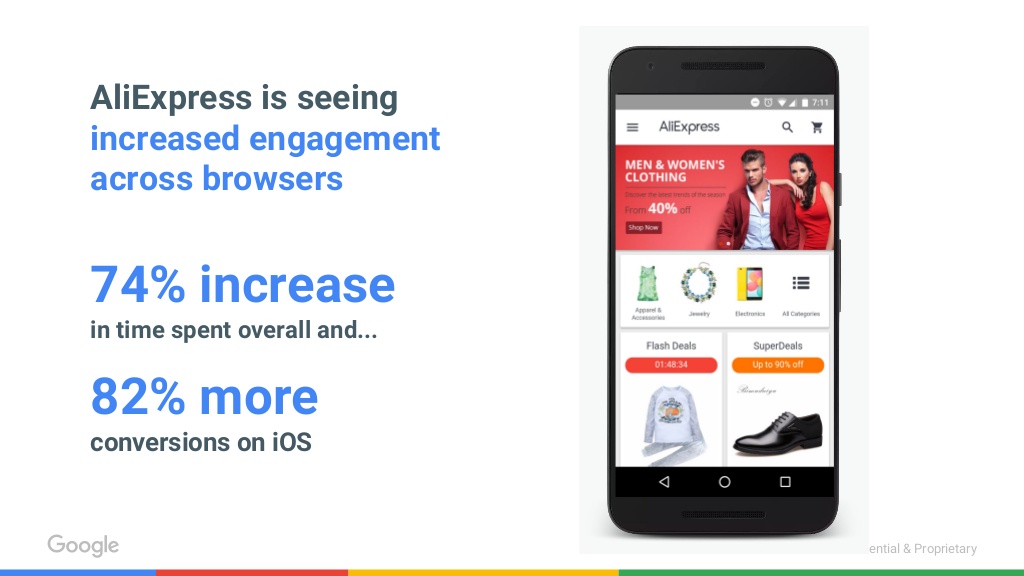 AliExpress is seeing
increased engagement
across browsers
74% increase
in time spent overall and...
82% more
conversions on iOS
7:11
AliExpress
MEN & WOMEN'S
CLOTHING
Discover the latest trends of the season
From 40% off
Shop Now
Apparel &
Accessories
Jewelry
Electronics
All Categories
Flash Deals
SuperDeals
01:48:34
Up to 90% off
Google
ential & Proprietary